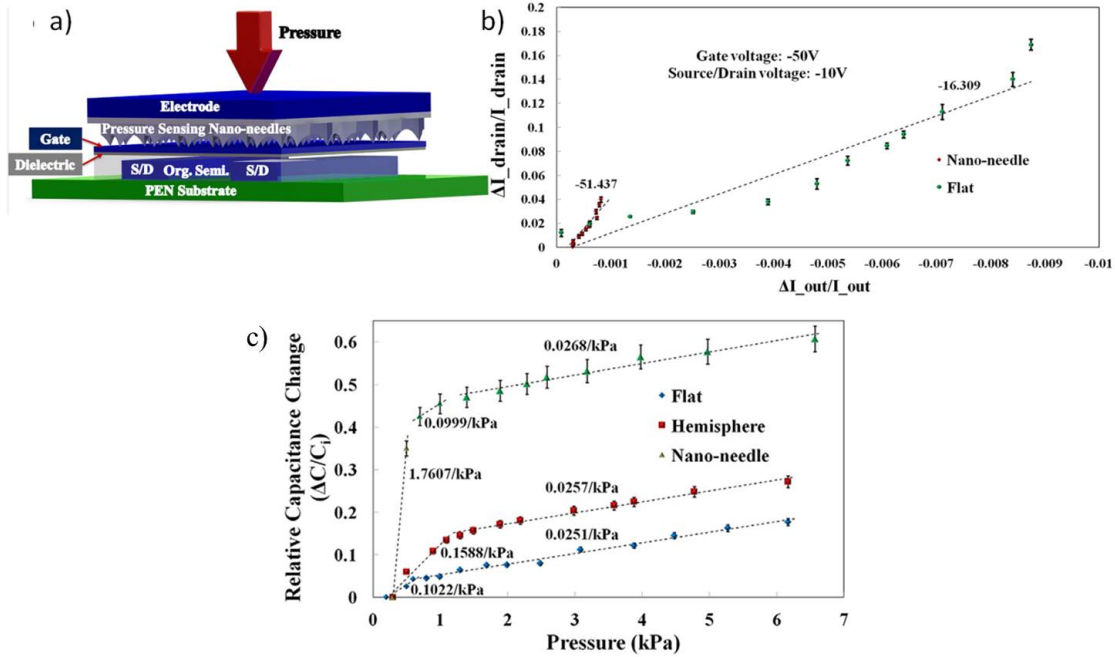 a)
Pressure
Electrode
Pressure Sensing Nano-needles
Gate
Dielectric
S/D Org. Semi. S/D
PEN Substrate
b)
ΔI_drain/I_drain
0.2
0.18
0.16
0.14
0.12
0.1
0.08
0.06
0.04
0.02
0
Gate voltage: -50V
Source/Drain voltage: -10V
-16.309
-51.437
Nano-needle
Flat
0 -0.001 -0.002 -0.003 -0.004 -0.005 -0.006 -0.007 -0.008 -0.009 -0.01
ΔI_out/I_out
c)
Relative Capacitance Change
(ΔC/Cᵢ)
0.6
0.5
0.4
0.3
0.2
0.1
0
0.0268/kPa
0.0999/kPa
1.7607/kPa
0.0257/kPa
0.0251/kPa
0.1588/kPa
0.1022/kPa
Flat
Hemisphere
Nano-needle
0 1 2 3 4 5 6 7
Pressure (kPa)